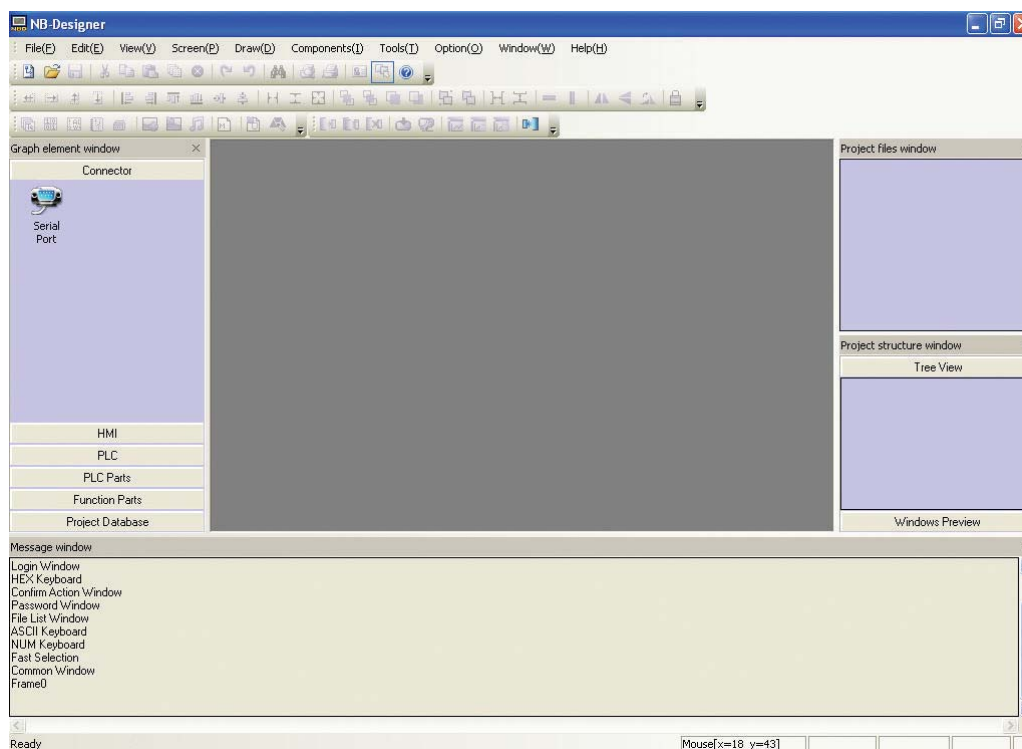 NB-Designer
File(F) Edit(E) View(V) Screen(P) Draw(D) Components(I) Tools(T) Option(O) Window(W) Help(H)
Graph element window
Connector
Serial
Port
HMI
PLC
PLC Parts
Function Parts
Project Database
Project files window
Project structure window
Tree View
Windows Preview
Message window
Login Window
HEX Keyboard
Confirm Action Window
Password Window
File List Window
ASCII Keyboard
NUM Keyboard
Fast Selection
Common Window
Frame0
Ready
Mouse[x=18 y=43]